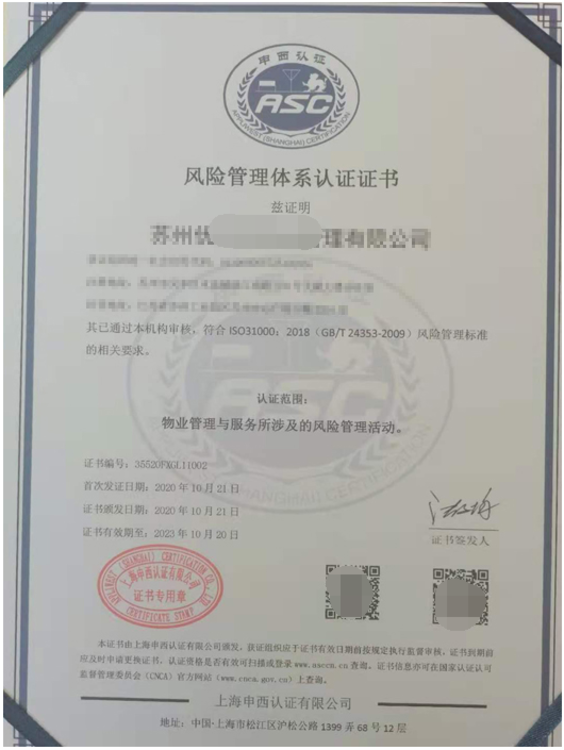 申西认证
ASC
APPLUWEST (SHANGHAI) CERTIFICATION
风险管理体系认证证书
兹证明
苏州优 管理有限公司
其已通过本机构审核，符合 ISO31000：2018（GB/T 24353-2009）风险管理标准
的相关要求。
认证范围：
物业管理与服务所涉及的风险管理活动。
证书编号：35520FXGL11002
首次发证日期：2020 年 10 月 21 日
证书颁发日期：2020 年 10 月 21 日
证书有效期至：2023 年 10 月 20 日
证书签发人
上海申西认证有限公司
证书专用章
CERTIFICATE STAMP
本证书由上海申西认证有限公司颁发，获证组织应于证书有效日期前按规定执行监督审核，证书到期前
应及时申请更换证书，认证资格是否有效可扫描或登录 www.asccn.cn 查询。证书信息亦可在国家认证认可
监督管理委员会（CNCA）官方网站（www.cnca.gov.cn）上查询。
上海申西认证有限公司
地址：中国·上海市松江区沪松公路 1399 弄 68 号 12 层